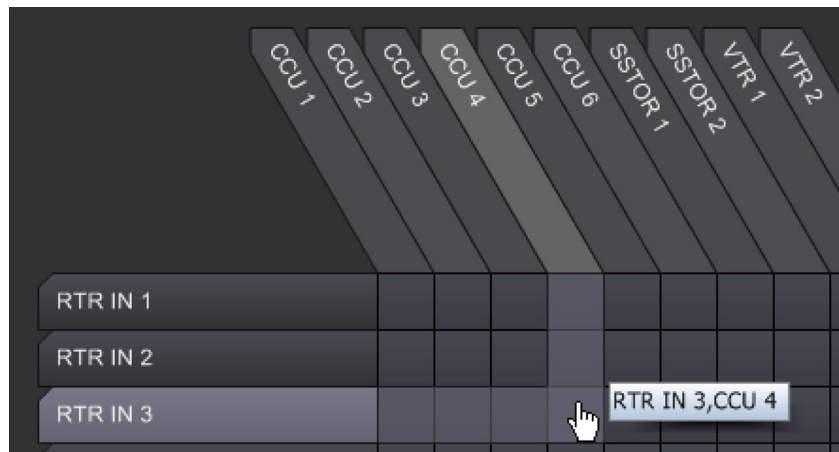 CCU 1
CCU 2
CCU 3
CCU 4
CCU 5
CCU 6
SSTOR 1
SSTOR 2
VTR 1
VTR 2
RTR IN 1
RTR IN 2
RTR IN 3
RTR IN 3,CCU 4